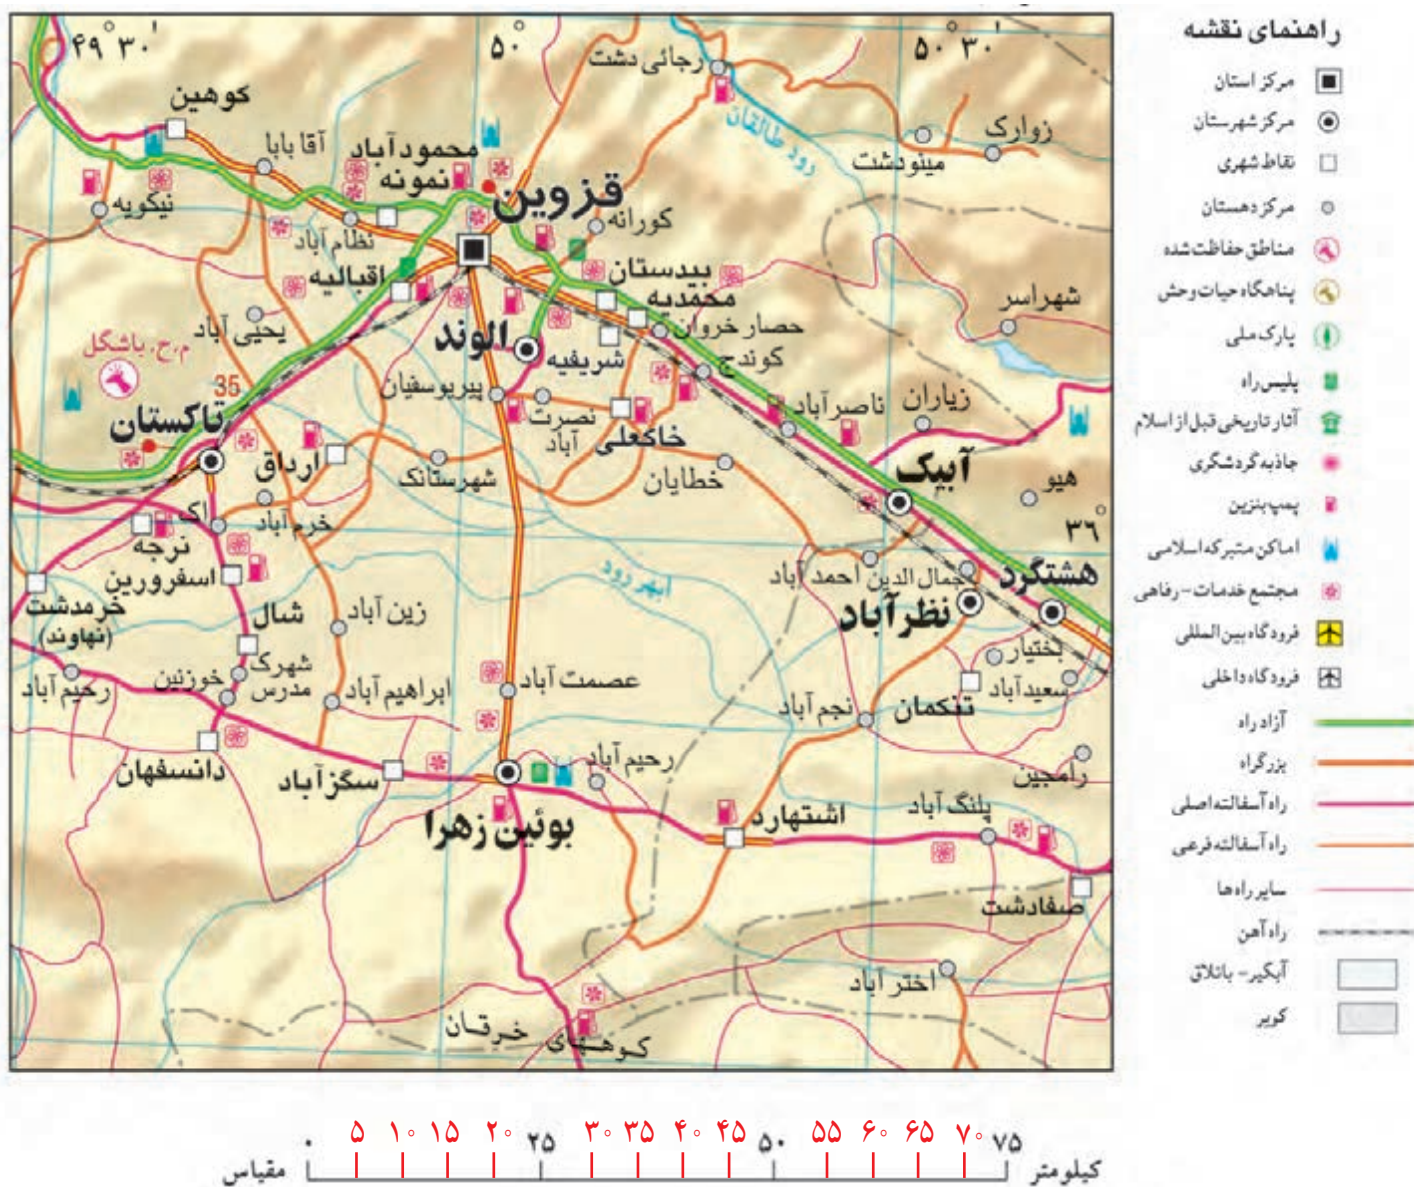 راهنمای نقشه
مرکز استان
مرکز شهرستان
نقاط شهری
مرکز دهستان
مناطق حفاظت شده
پناهگاه حیات وحش
پارک ملی
پلیس راه
آثار تاریخی قبل از اسلام
جاذبه گردشگری
پمپ بنزین
اماکن متبرکه اسلامی
مجتمع خدمات - رفاهی
فرودگاه بین المللی
فرودگاه داخلی
آزاد راه
بزرگراه
راه آسفالته اصلی
راه آسفالته فرعی
سایر راه ها
راه آهن
آبگیر - باتلاق
کویر
۵۰° ۳۰'
۵۰°
۴۹° ۳۰'
رجائی دشت
کوهین
زوارک
رود طالقان
آقا بابا
محمود آباد
نمونه
مینودشت
نیکویه
قزوین
کورانه
نظام آباد
اقبالیه
بیدستان
محمدیه
شهراسر
یحیی آباد
حصار خروان
الوند
شریفیه
کوندج
م.ح. باشگل
35
پیریوسفیان
نصرت
آباد
ناصر آباد
زیاران
تاکستان
خاکعلی
ارداق
شهرستانک
خطایان
آبیک
هیو
اک
خرم آباد
۳۶°
نرجه
اسفرورین
ابهر رود
احمد آباد
جمال الدین
هشتگرد
خرمدشت
(نهاوند)
نظر آباد
شال
زین آباد
بختیار
شهرک
مدرس
رحیم آباد
خوزنین
ابراهیم آباد
عصمت آباد
سعیدآباد
تنکمان
نجم آباد
دانسفهان
سگز آباد
رحیم آباد
رامجین
بوئین زهرا
اشتهارد
پلنگ آباد
صفادشت
اختر آباد
کوههای خرقان
۰ ۵ ۱۰ ۱۵ ۲۰ ۲۵ ۳۰ ۳۵ ۴۰ ۴۵ ۵۰ ۵۵ ۶۰ ۶۵ ۷۰ ۷۵
مقیاس
کیلومتر